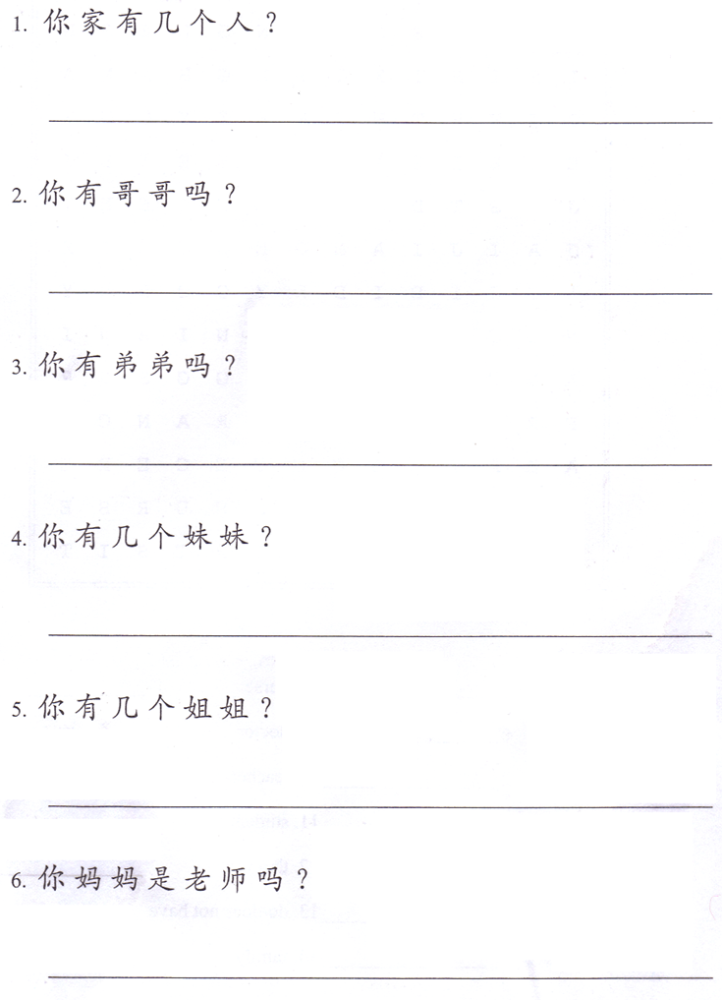 1. 你家有几个人？
2. 你有哥哥吗？
3. 你有弟弟吗？
4. 你有几个妹妹？
5. 你有几个姐姐？
6. 你妈妈是老师吗？